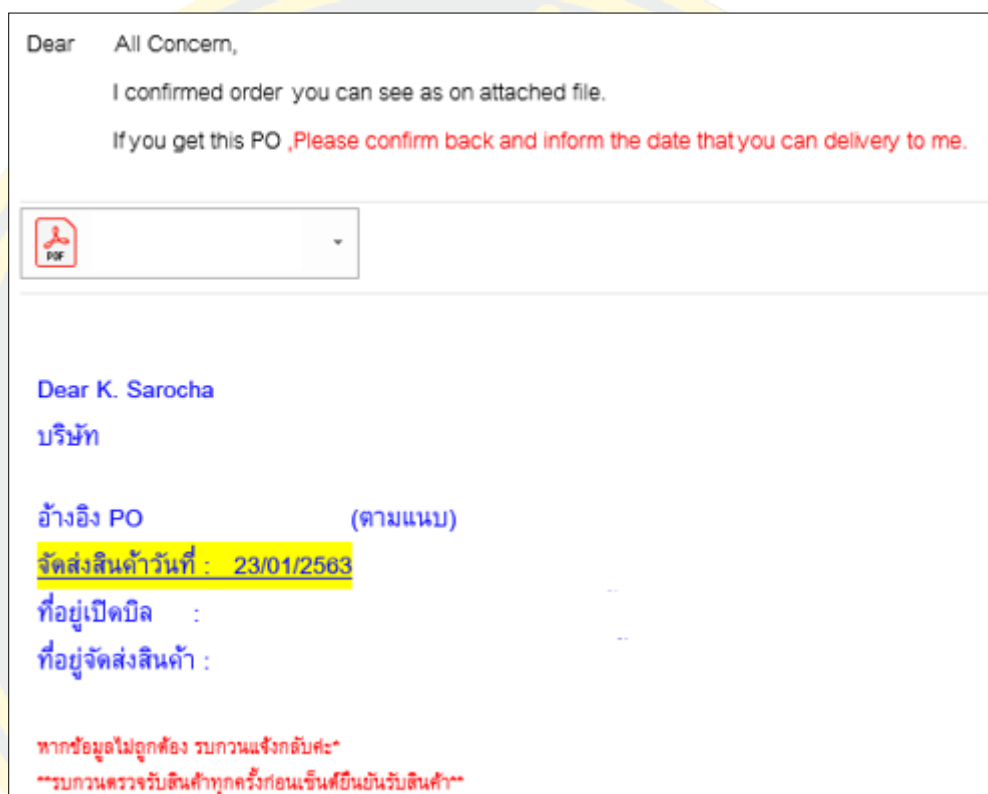 Dear All Concern,
I confirmed order you can see as on attached file.
If you get this PO ,Please confirm back and inform the date that you can delivery to me.
PDF
Dear K. Sarocha
บริษัท
อ้างอิง PO (ตามแนบ)
จัดส่งสินค้าวันที่ : 23/01/2563
ที่อยู่เปิดบิล :
ที่อยู่จัดส่งสินค้า :
หากข้อมูลไม่ถูกต้อง รบกวนแจ้งกลับค่ะ*
**รบกวนตรวจรับสินค้าทุกครั้งก่อนเซ็นต์ยืนยันรับสินค้า**